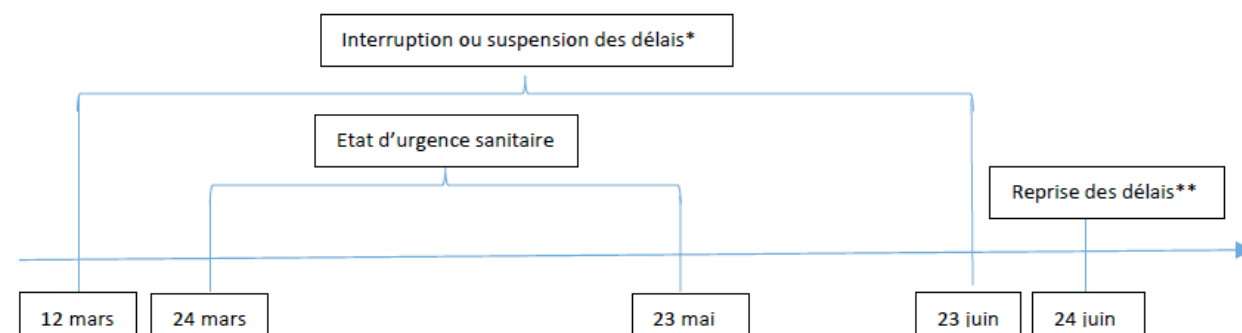 Interruption ou suspension des délais*
Etat d'urgence sanitaire
Reprise des délais**
12 mars
24 mars
23 mai
23 juin
24 juin